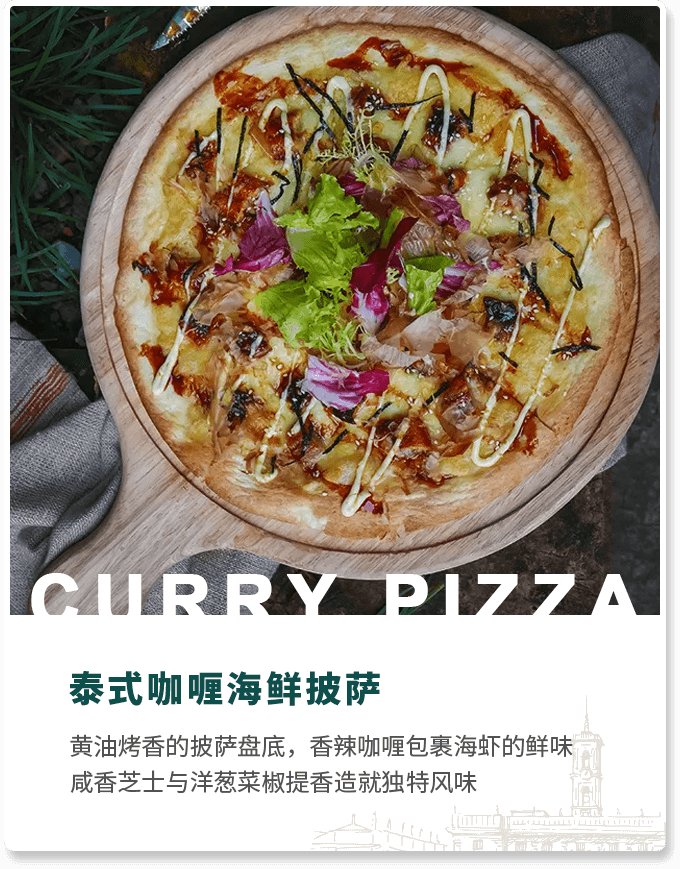 CURRY PIZZA
泰式咖喱海鲜披萨
黄油烤香的披萨盘底，香辣咖喱包裹海虾的鲜味
咸香芝士与洋葱菜椒提香造就独特风味